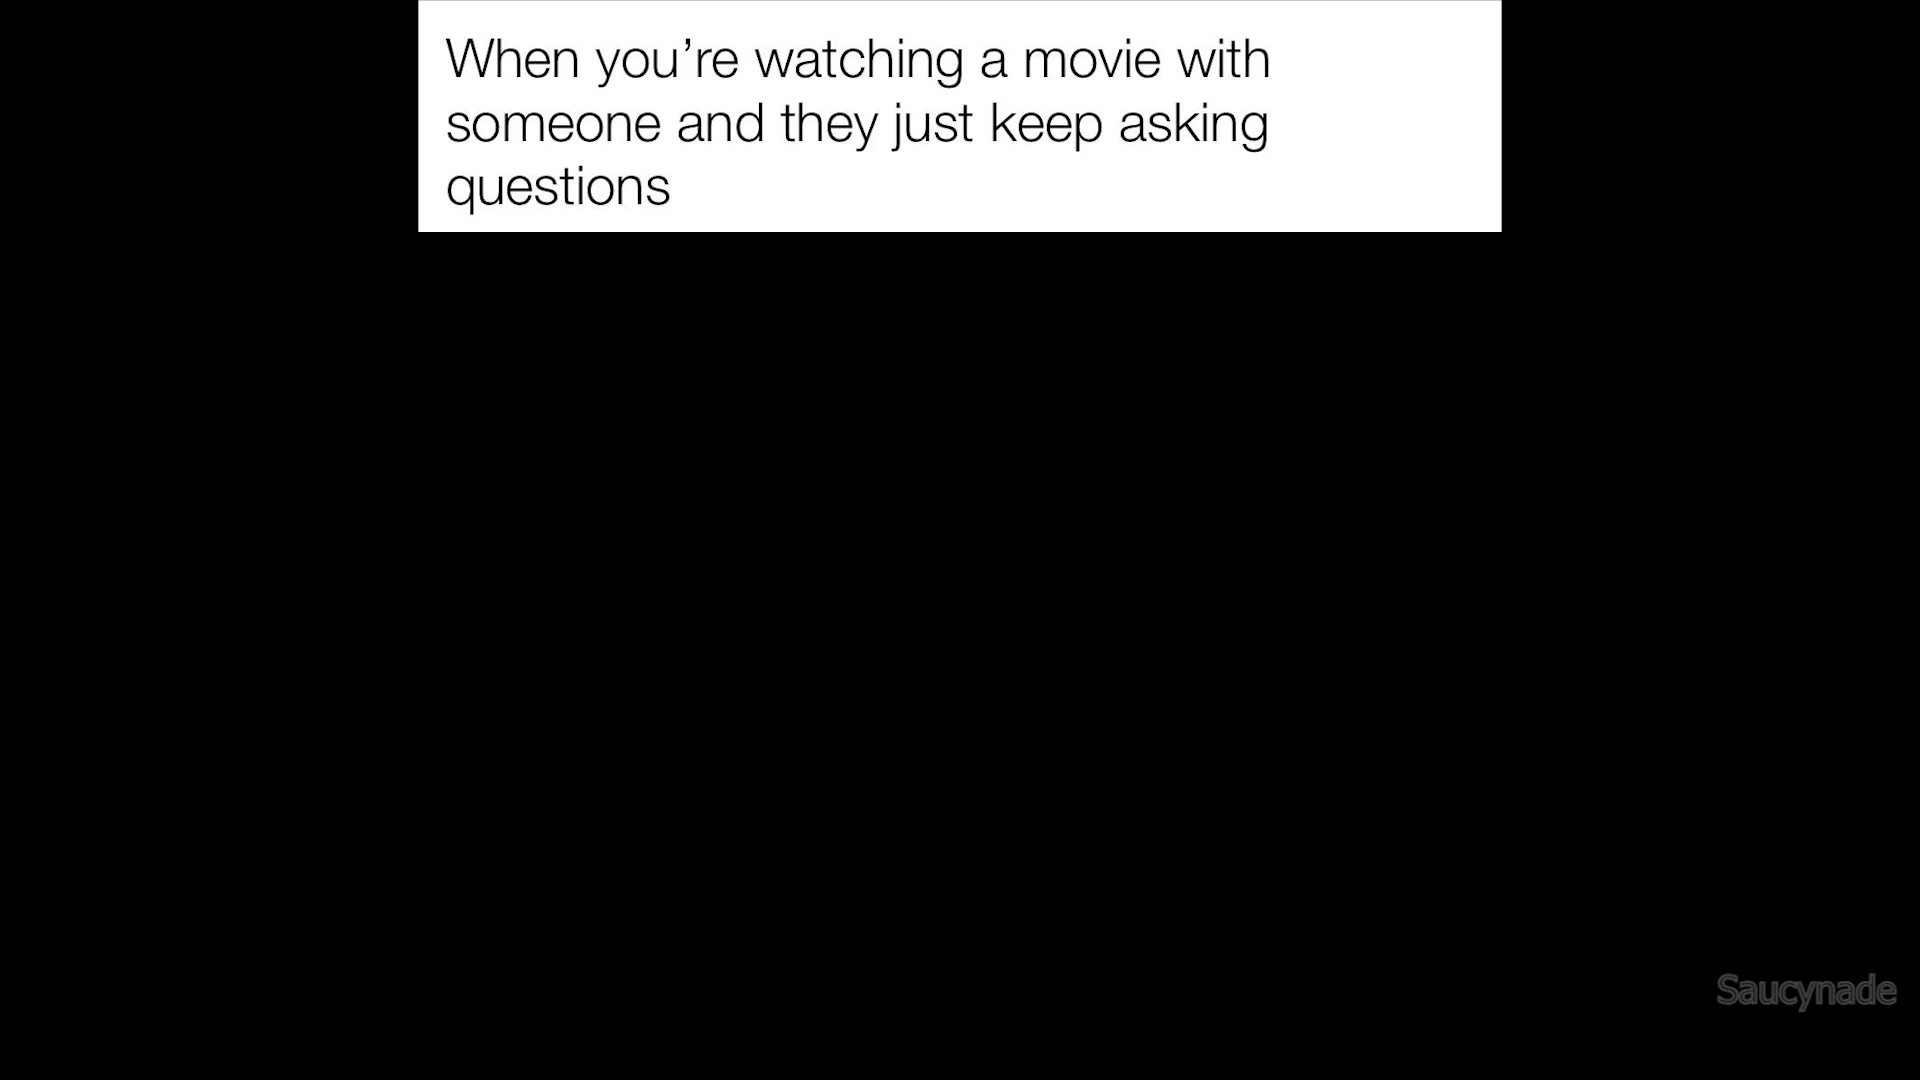 When you’re watching a movie with
someone and they just keep asking
questions
Saucynade